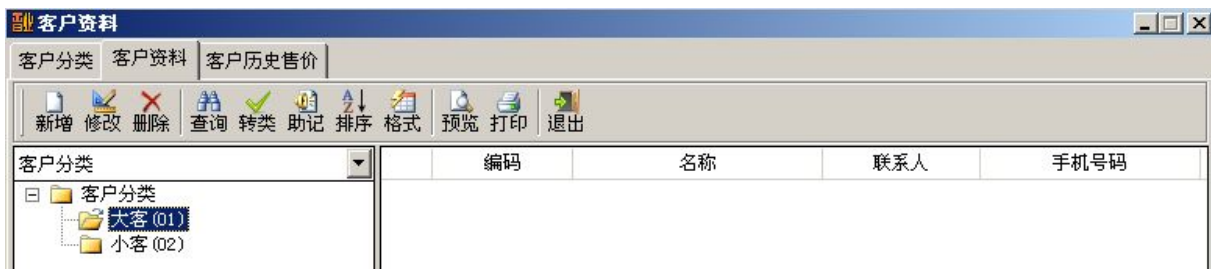 客户资料
客户分类 客户资料 客户历史售价
新增 修改 删除 查询 转类 助记 排序 格式 预览 打印 退出
客户分类 编码 名称 联系人 手机号码
客户分类
大客(01)
小客(02)